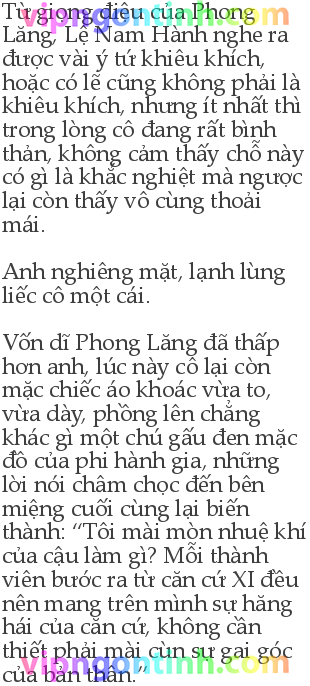 Từ giọng điệu của Phong
vipngontinh.com
Lăng, Lệ Nam Hành nghe ra
được vài ý tứ khiêu khích,
hoặc có lẽ cũng không phải là
khiêu khích, nhưng ít nhất thì
trong lòng cô đang rất bình
thản, không cảm thấy chỗ này
có gì là khắc nghiệt mà ngược
lại còn thấy vô cùng thoải
mái.
Anh nghiêng mặt, lạnh lùng
liếc cô một cái.
Vốn dĩ Phong Lăng đã thấp
hơn anh, lúc này cô lại còn
mặc chiếc áo khoác vừa to,
vừa dày, phồng lên chẳng
khác gì một chú gấu đen mặc
đồ của phi hành gia, những
lời nói châm chọc đến bên
miệng cuối cùng lại biến
thành: “Tôi mài mòn nhuệ khí
của cậu làm gì? Mỗi thành
viên bước ra từ căn cứ XI đều
nên mang trên mình sự hăng
hái của căn cứ, không cần
thiết phải mài cùn sự gai góc
vipngontinh.com
của bản thân.”